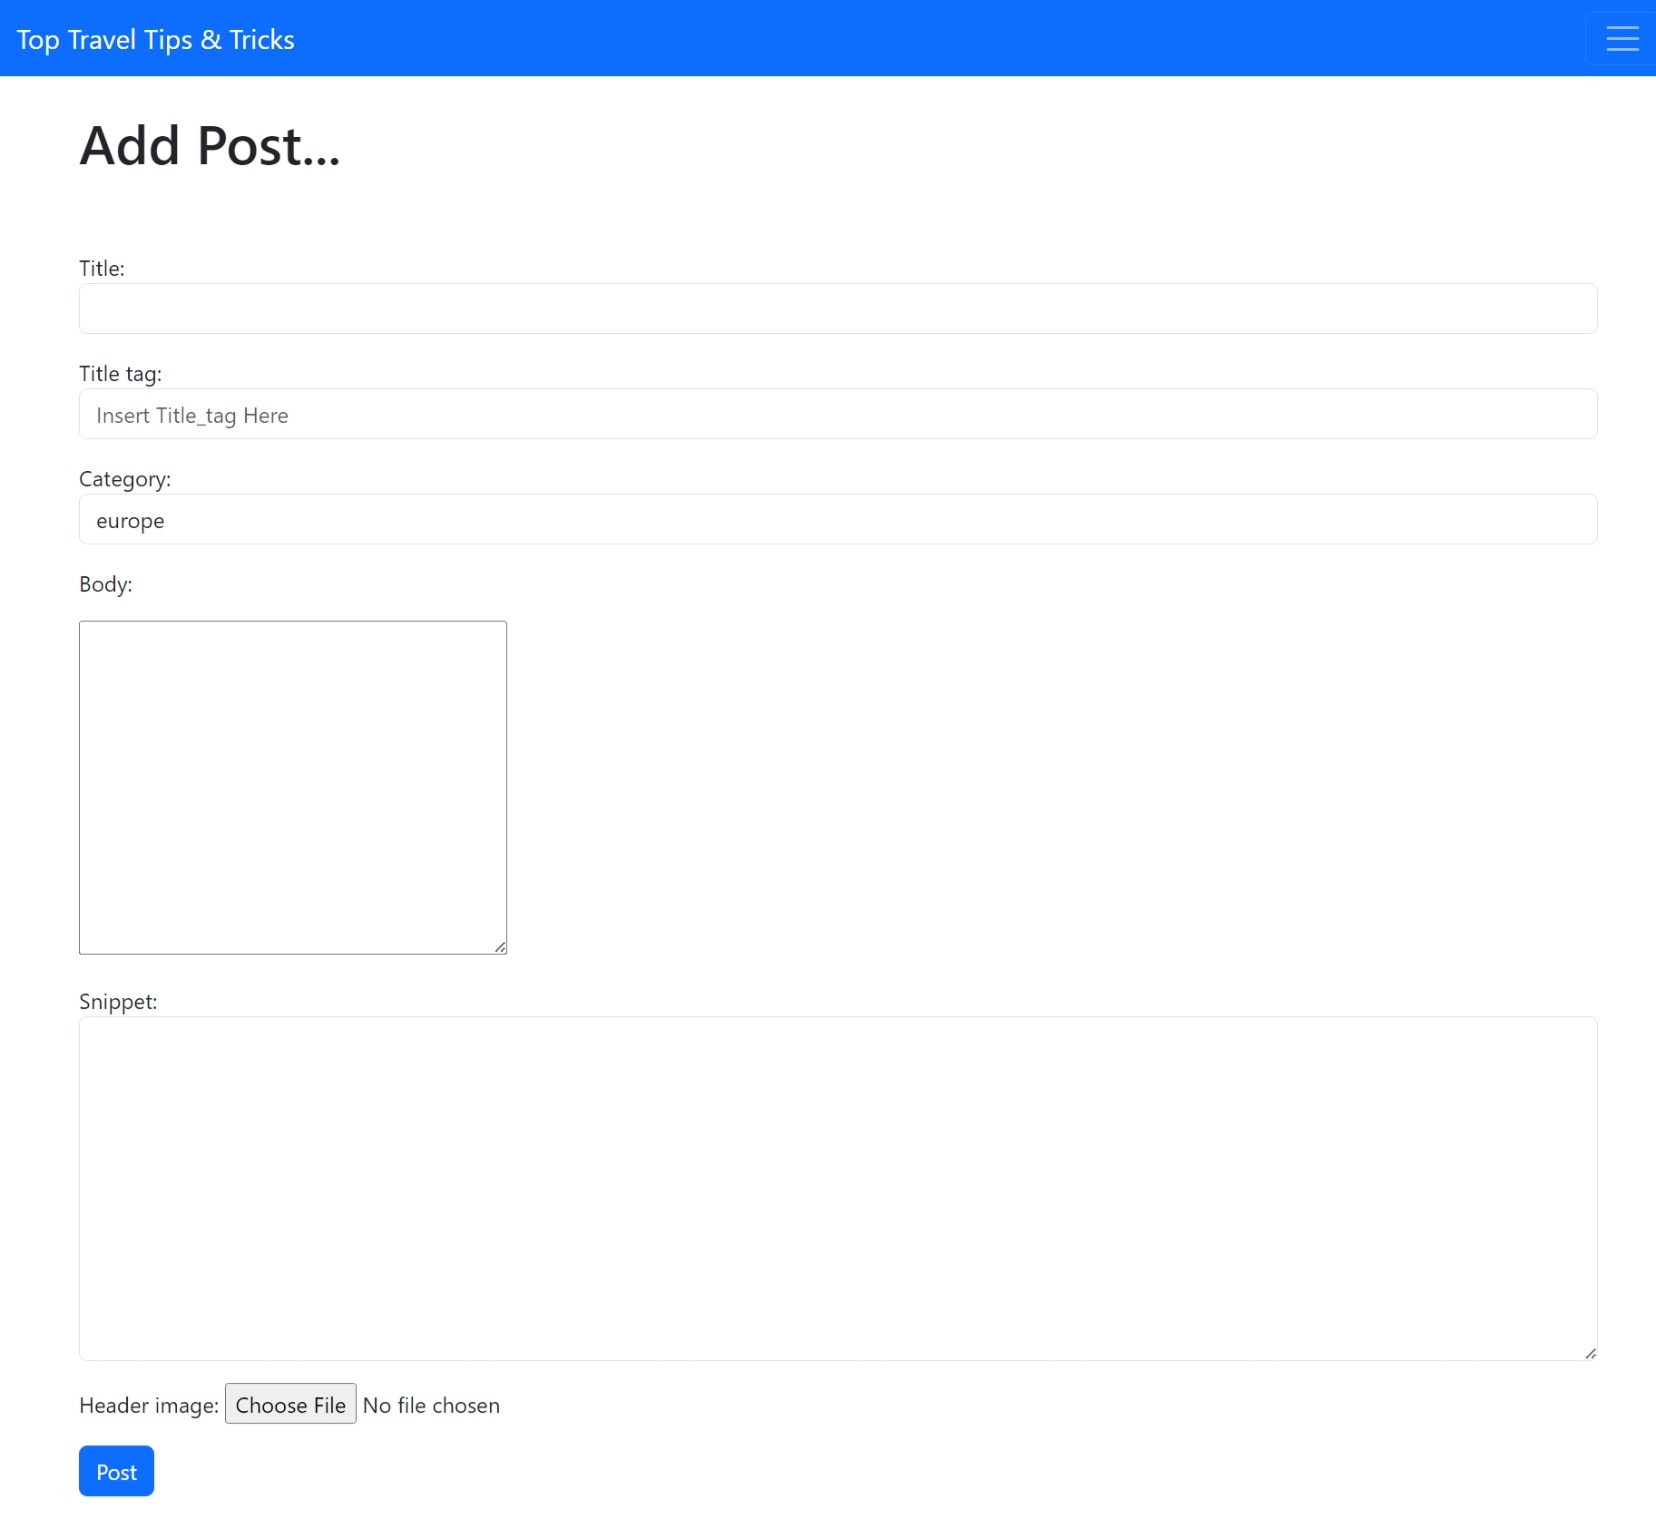 Top Travel Tips & Tricks
Add Post...
Title:
Title tag:
Insert Title_tag Here
Category:
europe
Body:
Snippet:
Header image: Choose File No file chosen
Post